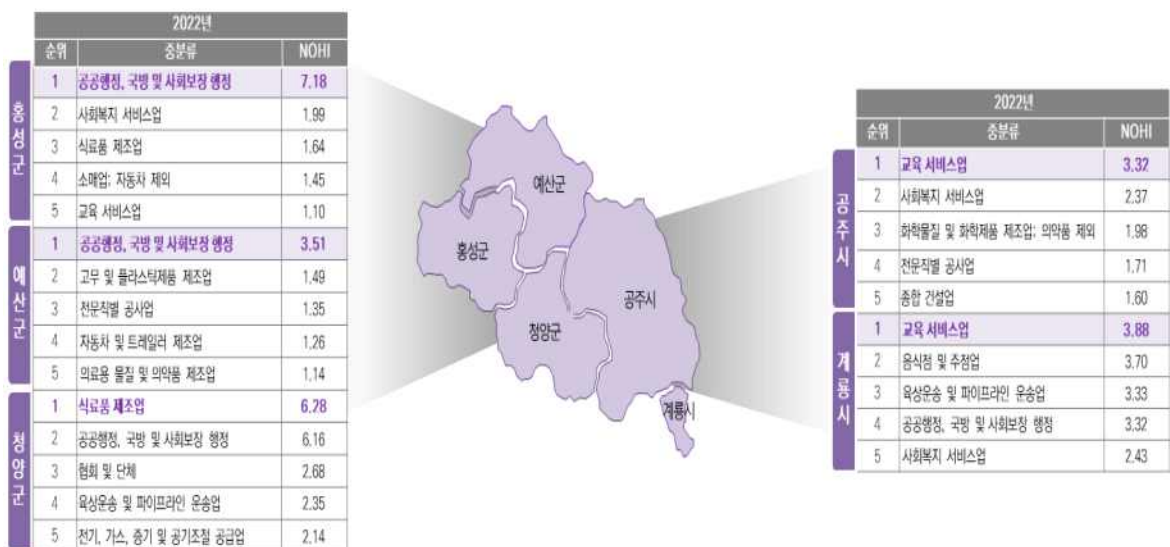 2022년
순위 중분류 NOHI
홍성군
1 공공행정, 국방 및 사회보장 행정 7.18
2 사회복지 서비스업 1.99
3 식료품 제조업 1.64
4 소매업; 자동차 제외 1.45
5 교육 서비스업 1.10
예산군
1 공공행정, 국방 및 사회보장 행정 3.51
2 고무 및 플라스틱제품 제조업 1.49
3 전문직별 공사업 1.35
4 자동차 및 트레일러 제조업 1.26
5 의료용 물질 및 의약품 제조업 1.14
청양군
1 식료품 제조업 6.28
2 공공행정, 국방 및 사회보장 행정 6.16
3 협회 및 단체 2.68
4 육상운송 및 파이프라인 운송업 2.35
5 전기, 가스, 증기 및 공기조절 공급업 2.14
예산군
홍성군
공주시
청양군
계룡시
2022년
순위 중분류 NOHI
공주시
1 교육 서비스업 3.32
2 사회복지 서비스업 2.37
3 화학물질 및 화학제품 제조업; 의약품 제외 1.98
4 전문직별 공사업 1.71
5 종합 건설업 1.60
계룡시
1 교육 서비스업 3.88
2 음식점 및 주점업 3.70
3 육상운송 및 파이프라인 운송업 3.33
4 공공행정, 국방 및 사회보장 행정 3.32
5 사회복지 서비스업 2.43